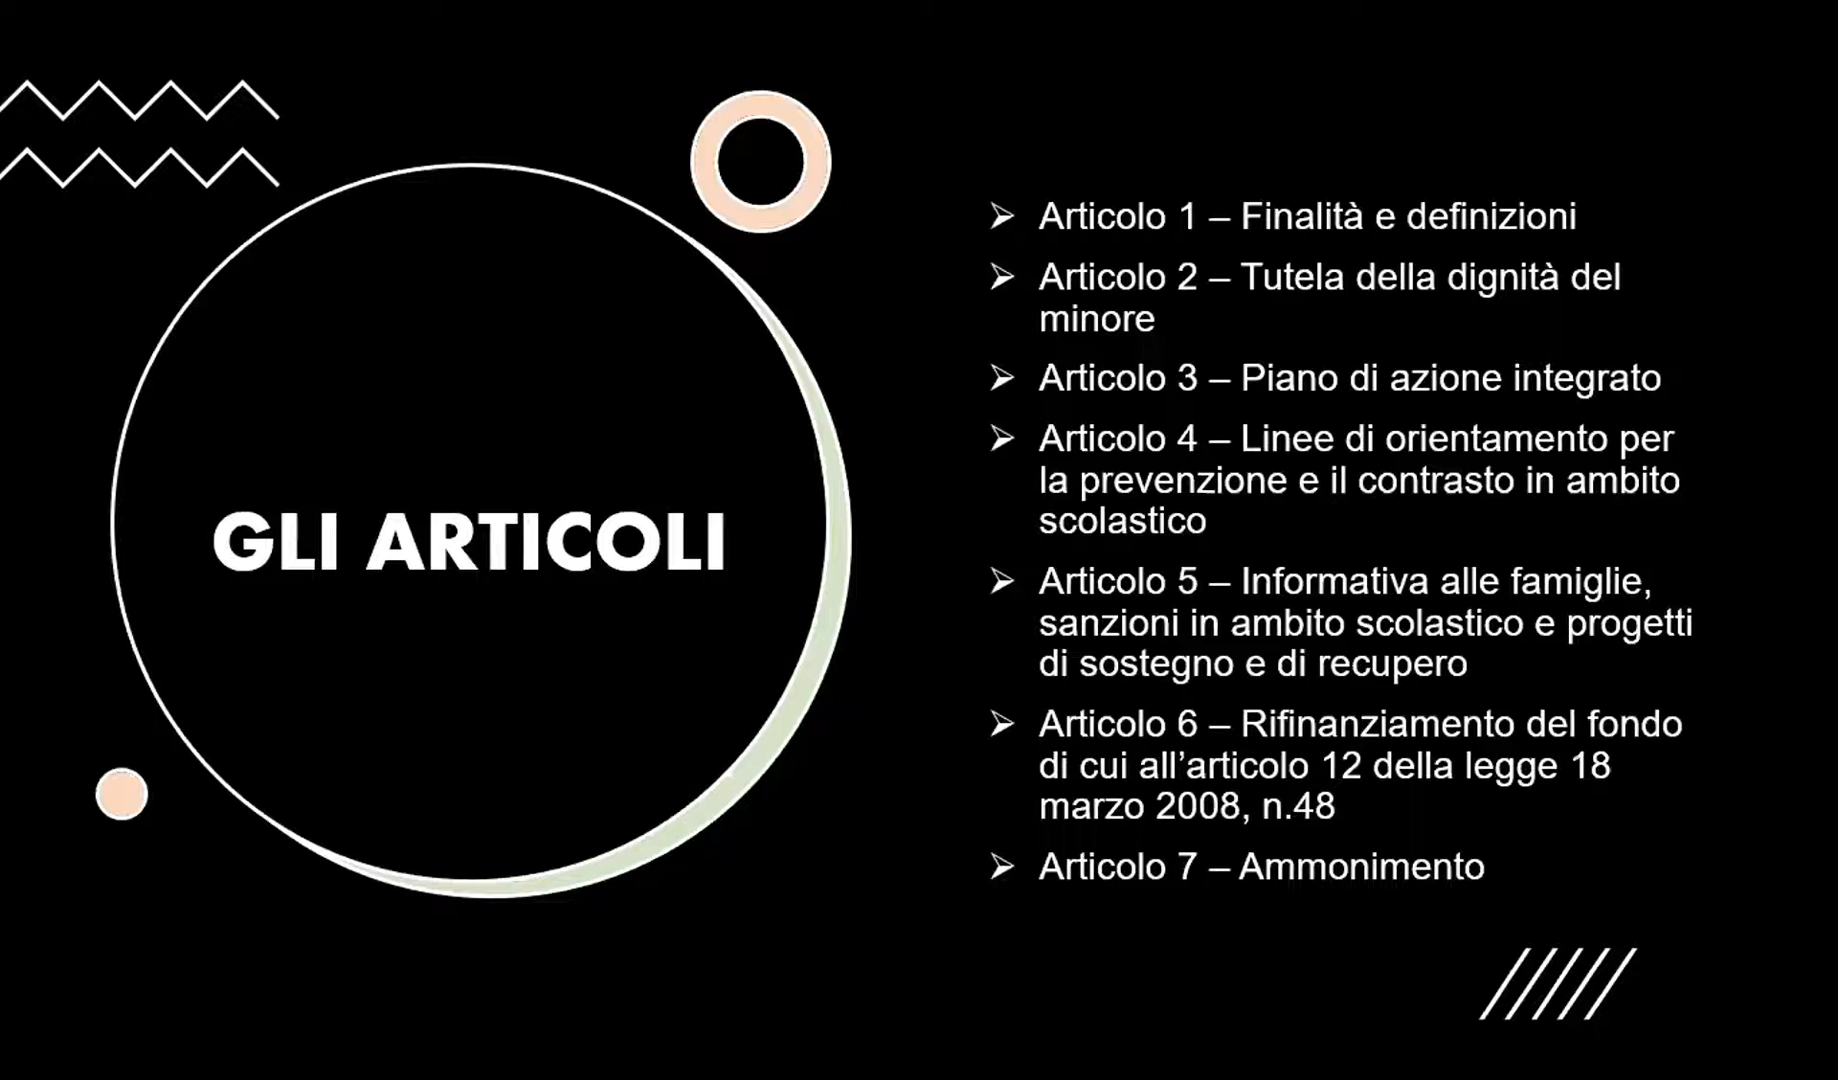 GLI ARTICOLI
➢ Articolo 1 – Finalità e definizioni
➢ Articolo 2 – Tutela della dignità del
minore
➢ Articolo 3 – Piano di azione integrato
➢ Articolo 4 – Linee di orientamento per
la prevenzione e il contrasto in ambito
scolastico
➢ Articolo 5 – Informativa alle famiglie,
sanzioni in ambito scolastico e progetti
di sostegno e di recupero
➢ Articolo 6 – Rifinanziamento del fondo
di cui all’articolo 12 della legge 18
marzo 2008, n.48
➢ Articolo 7 – Ammonimento